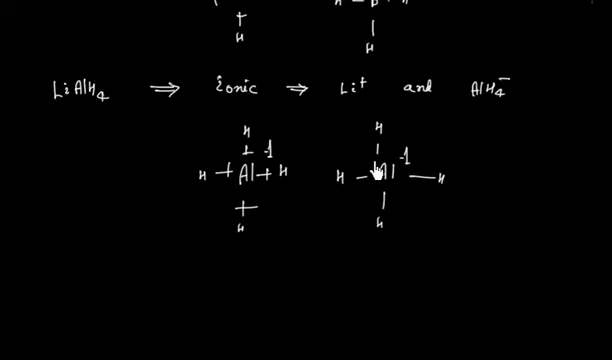 H B H
H H
LiAlH4 ⟹ Ionic ⟹ Li+ and AlH4−
H H
H Al -1 H H Al -1 H
H H